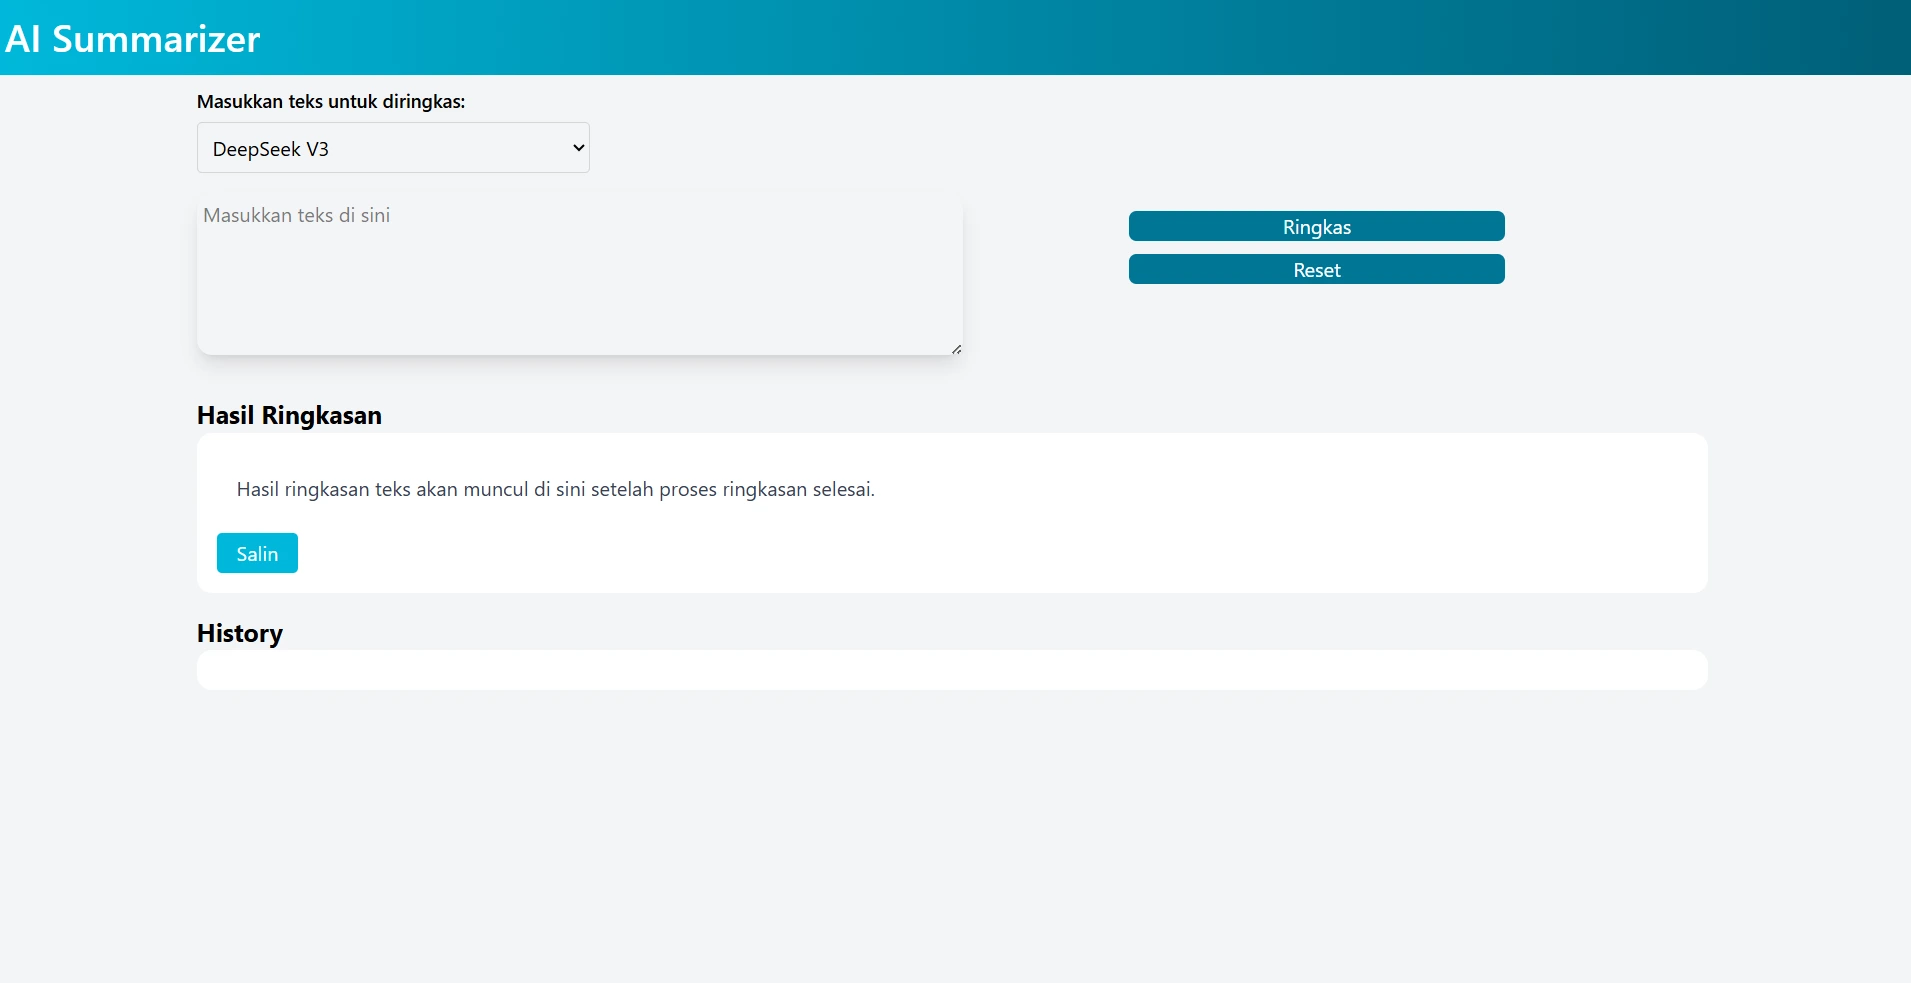 AI Summarizer
Masukkan teks untuk diringkas:
DeepSeek V3
Masukkan teks di sini
Ringkas
Reset
Hasil Ringkasan
Hasil ringkasan teks akan muncul di sini setelah proses ringkasan selesai.
Salin
History